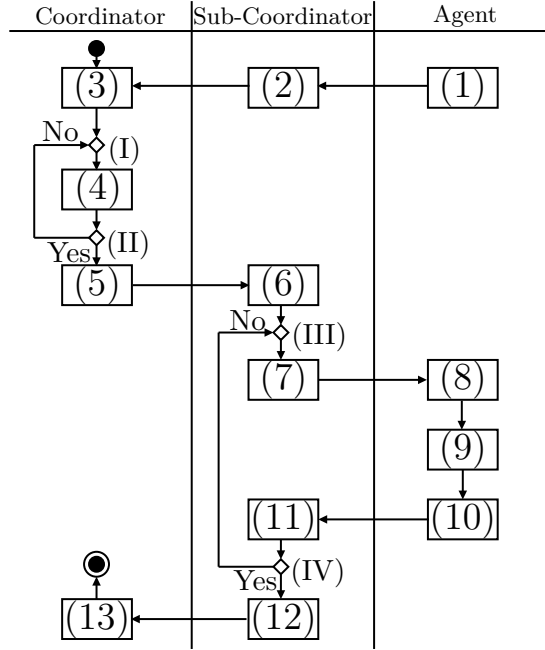 Coordinator Sub-Coordinator Agent
(3) (2) (1)
No (I)
(4)
(II)
Yes
(5) (6)
No (III)
(7) (8)
(9)
(11) (10)
(IV)
Yes
(13) (12)